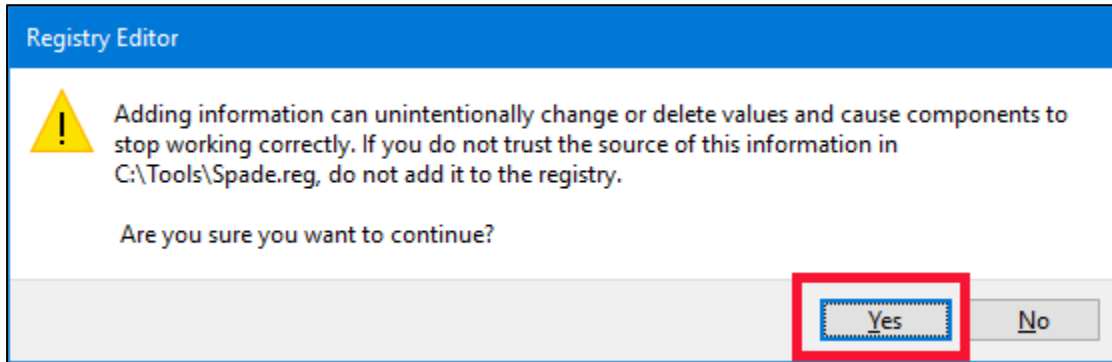 Registry Editor
Adding information can unintentionally change or delete values and cause components to
stop working correctly. If you do not trust the source of this information in
C:\Tools\Spade.reg, do not add it to the registry.
Are you sure you want to continue?
Yes No